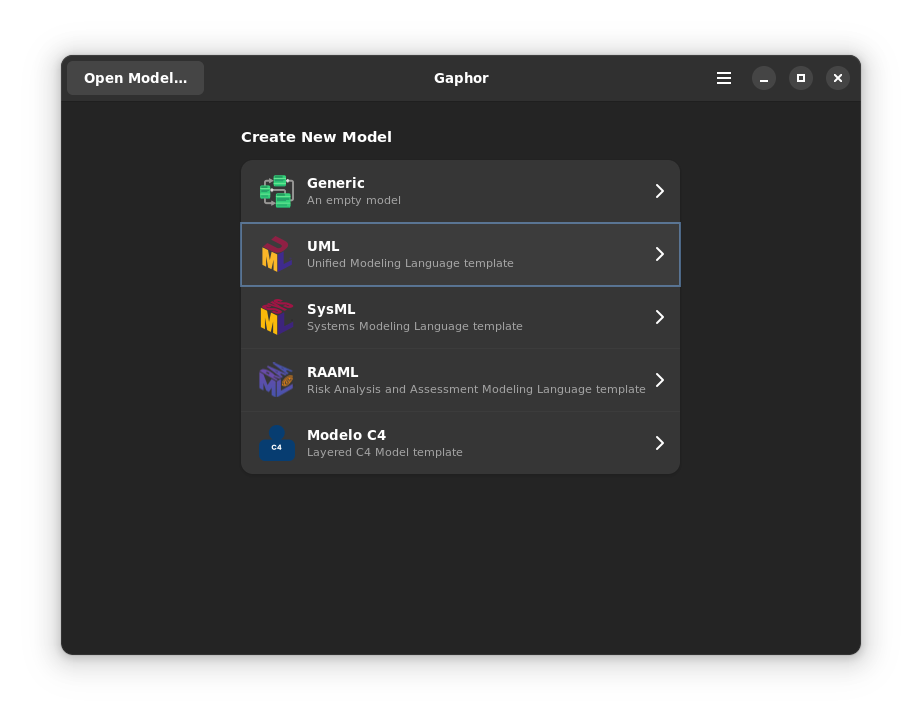 Open Model...
Gaphor
Create New Model
Generic
An empty model
UML
Unified Modeling Language template
SysML
Systems Modeling Language template
RAAML
Risk Analysis and Assessment Modeling Language template
C4
Modelo C4
Layered C4 Model template